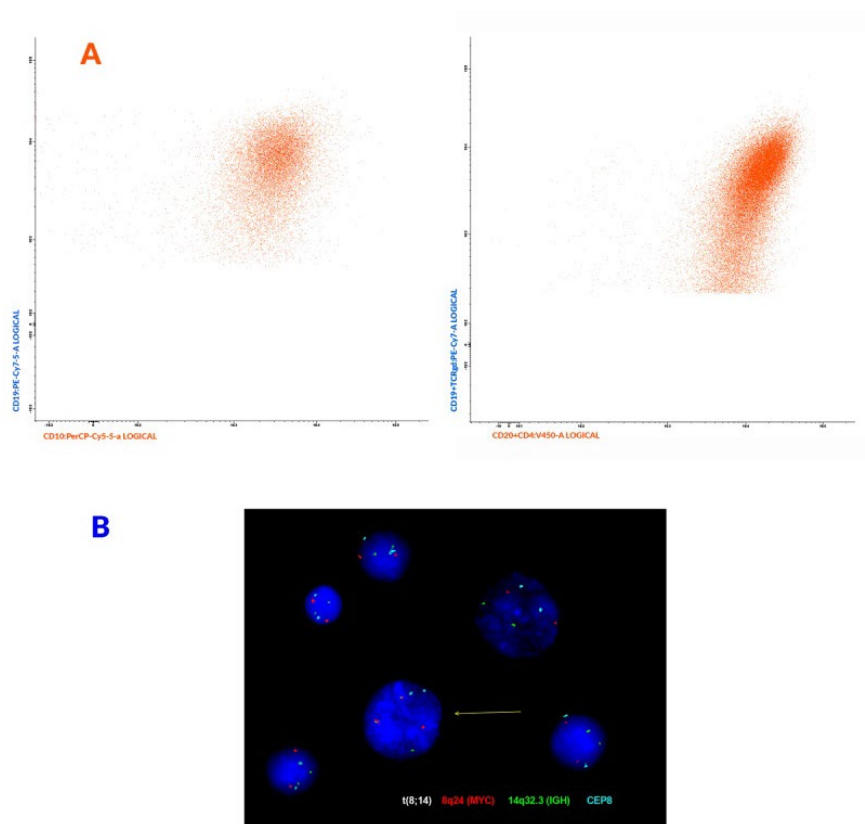 A
CD19:PE-Cy7-5-A LOGICAL
CD10:PerCP-Cy5-5-a LOGICAL
CD19+TCRgd:PE-Cy7-A LOGICAL
CD20+CD4:V450-A LOGICAL
B
t(8;14) 8q24 (MYC) 14q32.3 (IGH) CEP8